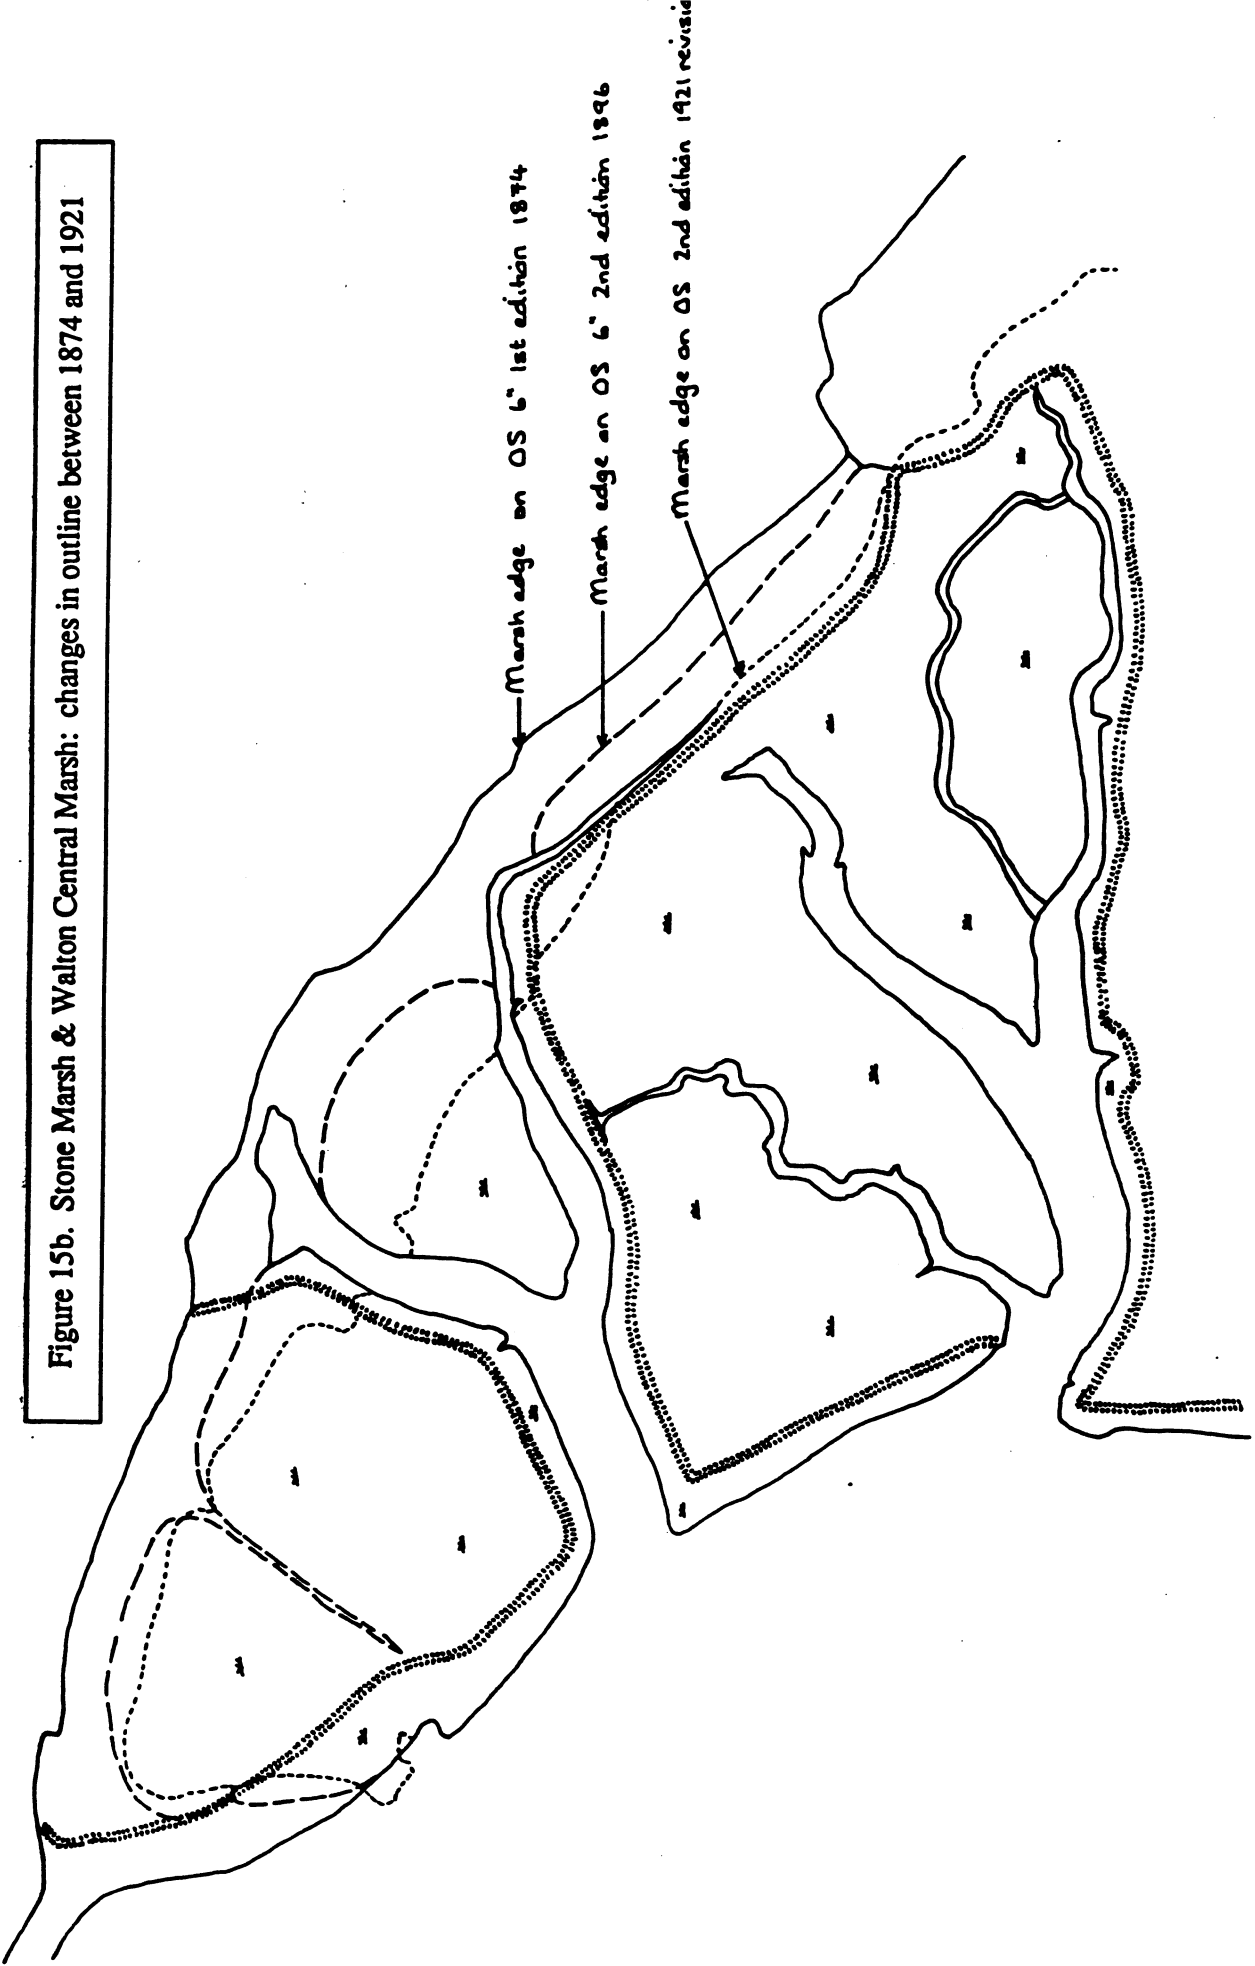 Figure 15b. Stone Marsh & Walton Central Marsh: changes in outline between 1874 and 1921
Marsh edge on OS 6" 1st edition 1874
Marsh edge on OS 6" 2nd edition 1896
Marsh edge on OS 2nd edition 1921 revisi